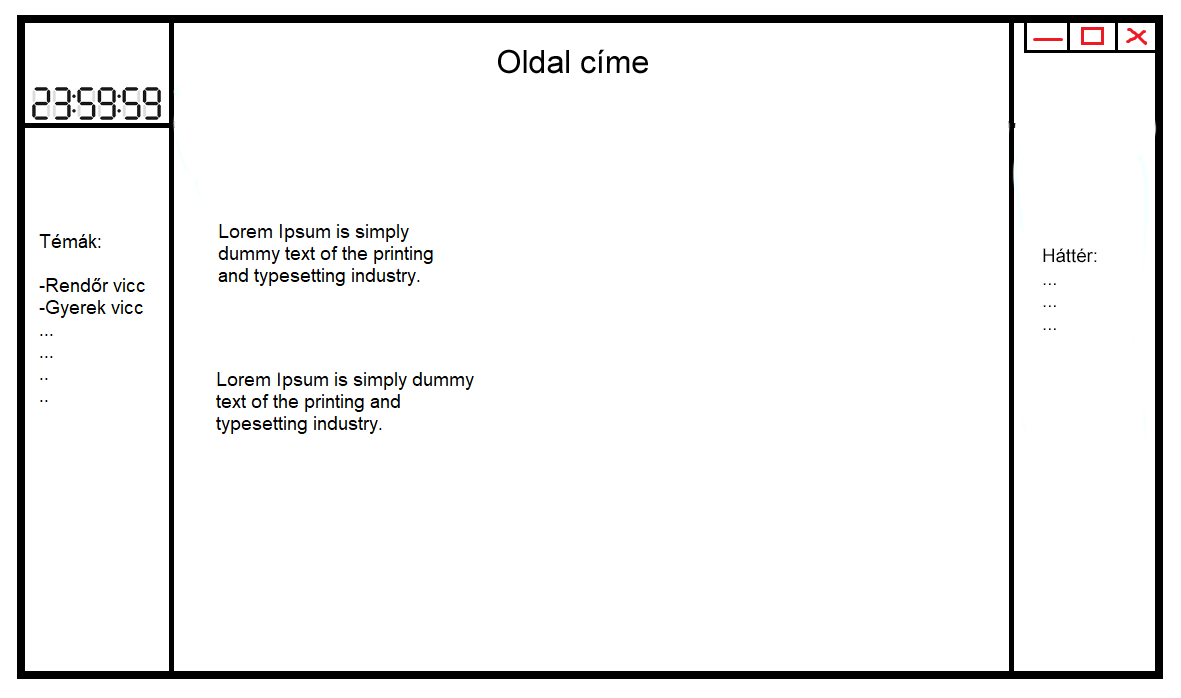 Oldal címe
23:59:59
Témák:
-Rendőr vicc
-Gyerek vicc
...
...
..
..
Lorem Ipsum is simply
dummy text of the printing
and typesetting industry.
Lorem Ipsum is simply dummy
text of the printing and
typesetting industry.
Háttér:
...
...
...